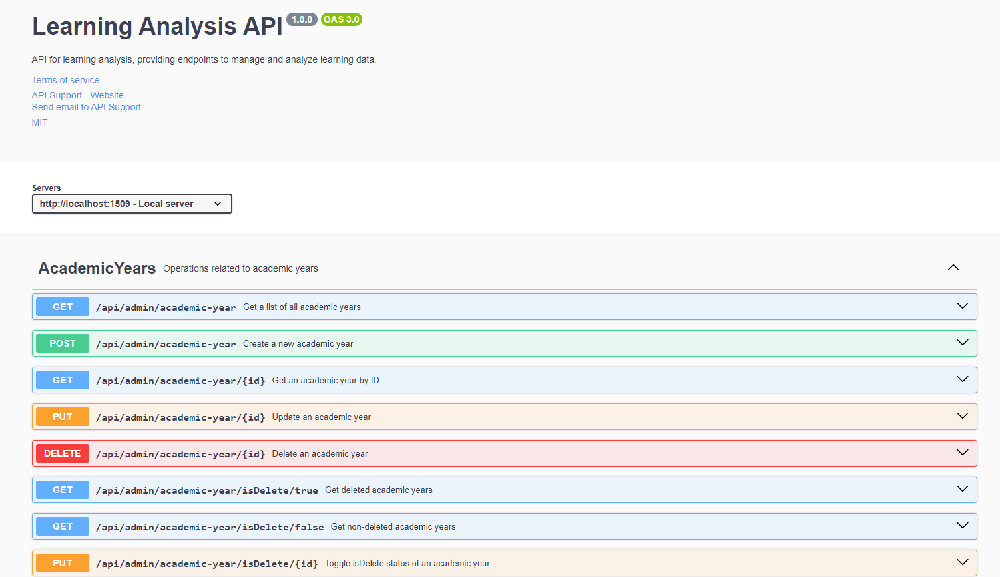 Learning Analysis API 1.0.0 OAS 3.0
API for learning analysis, providing endpoints to manage and analyze learning data.
Terms of service
API Support - Website
Send email to API Support
MIT
Servers
http://localhost:1509 - Local server
AcademicYears Operations related to academic years
GET /api/admin/academic-year Get a list of all academic years
POST /api/admin/academic-year Create a new academic year
GET /api/admin/academic-year/{id} Get an academic year by ID
PUT /api/admin/academic-year/{id} Update an academic year
DELETE /api/admin/academic-year/{id} Delete an academic year
GET /api/admin/academic-year/isDelete/true Get deleted academic years
GET /api/admin/academic-year/isDelete/false Get non-deleted academic years
PUT /api/admin/academic-year/isDelete/{id} Toggle isDelete status of an academic year